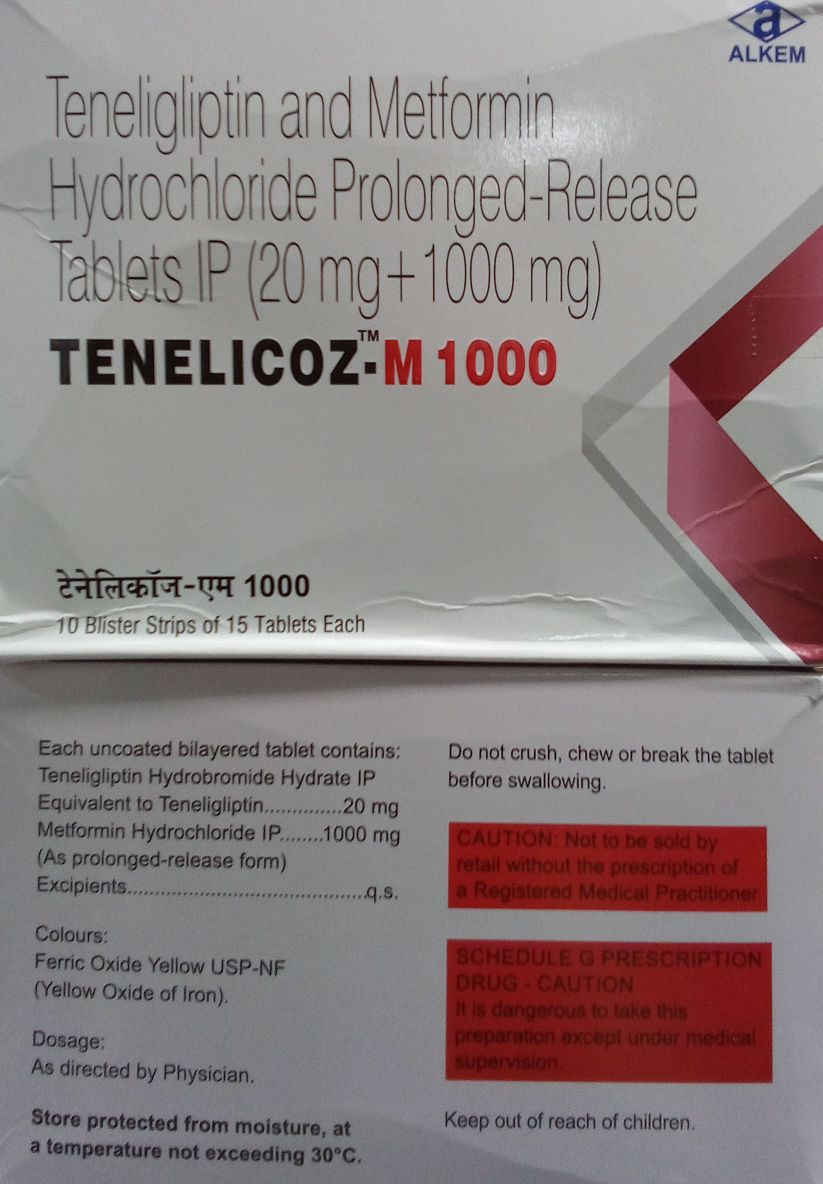 ALKEM
Teneligliptin and Metformin
Hydrochloride Prolonged-Release
Tablets IP (20 mg+1000 mg)
TENELICOZ™-M 1000
टेनेलिकॉज-एम 1000
10 Blister Strips of 15 Tablets Each
Each uncoated bilayered tablet contains:
Teneligliptin Hydrobromide Hydrate IP
Equivalent to Teneligliptin..............20 mg
Metformin Hydrochloride IP........1000 mg
(As prolonged-release form)
Excipients...........................................q.s.
Colours:
Ferric Oxide Yellow USP-NF
(Yellow Oxide of Iron).
Dosage:
As directed by Physician.
Store protected from moisture, at
a temperature not exceeding 30°C.
Do not crush, chew or break the tablet
before swallowing.
CAUTION: Not to be sold by
retail without the prescription of
a Registered Medical Practitioner.
SCHEDULE G PRESCRIPTION
DRUG - CAUTION
It is dangerous to take this
preparation except under medical
supervision.
Keep out of reach of children.